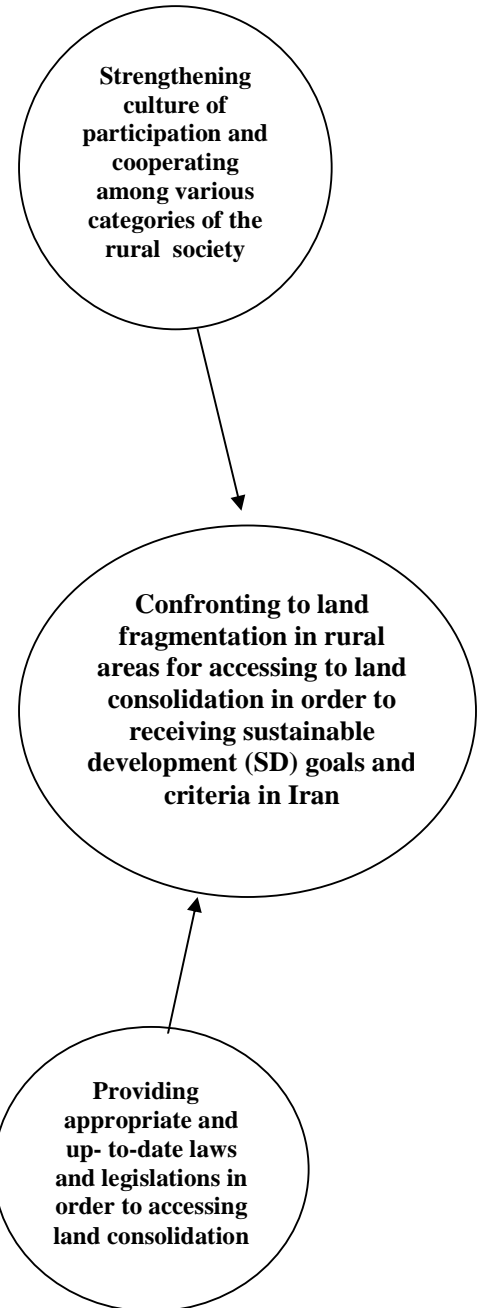 Strengthening
culture of
participation and
cooperating
among various
categories of the
rural society
Confronting to land
fragmentation in rural
areas for accessing to land
consolidation in order to
receiving sustainable
development (SD) goals and
criteria in Iran
Providing
appropriate and
up- to-date laws
and legislations in
order to accessing
land consolidation